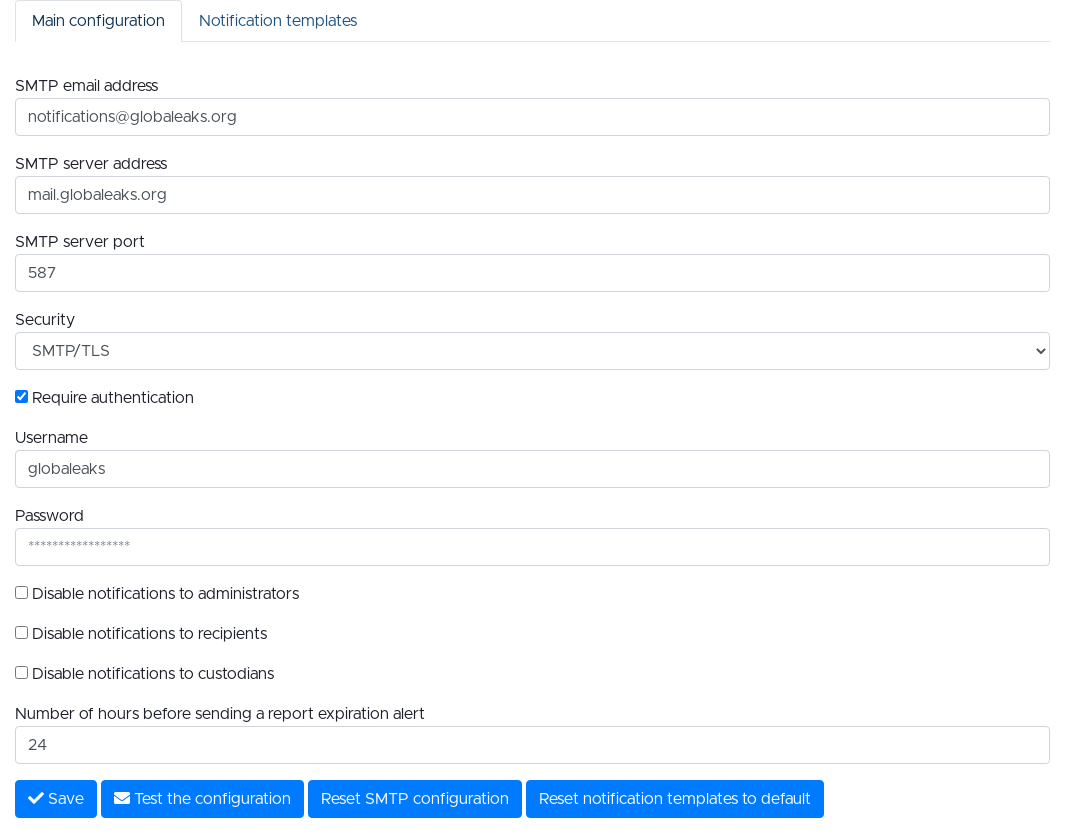 Main configuration Notification templates
SMTP email address
notifications@globaleaks.org
SMTP server address
mail.globaleaks.org
SMTP server port
587
Security
SMTP/TLS
Require authentication
Username
globaleaks
Password
*****************
Disable notifications to administrators
Disable notifications to recipients
Disable notifications to custodians
Number of hours before sending a report expiration alert
24
Save Test the configuration Reset SMTP configuration Reset notification templates to default